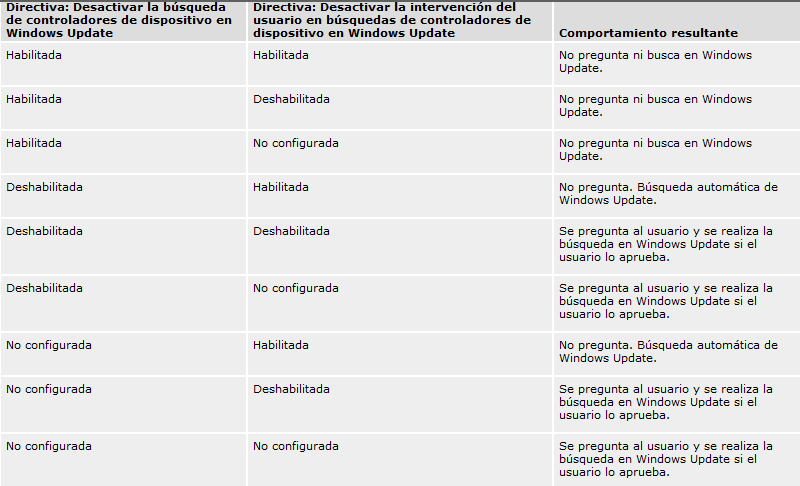 Directiva: Desactivar la búsqueda
de controladores de dispositivo en
Windows Update
Directiva: Desactivar la intervención del
usuario en búsquedas de controladores de
dispositivo en Windows Update
Comportamiento resultante
Habilitada
Habilitada
No pregunta ni busca en Windows
Update.
Habilitada
Deshabilitada
No pregunta ni busca en Windows
Update.
Habilitada
No configurada
No pregunta ni busca en Windows
Update.
Deshabilitada
Habilitada
No pregunta. Búsqueda automática de
Windows Update.
Deshabilitada
Deshabilitada
Se pregunta al usuario y se realiza la
búsqueda en Windows Update si el
usuario lo aprueba.
Deshabilitada
No configurada
Se pregunta al usuario y se realiza la
búsqueda en Windows Update si el
usuario lo aprueba.
No configurada
Habilitada
No pregunta. Búsqueda automática de
Windows Update.
No configurada
Deshabilitada
Se pregunta al usuario y se realiza la
búsqueda en Windows Update si el
usuario lo aprueba.
No configurada
No configurada
Se pregunta al usuario y se realiza la
búsqueda en Windows Update si el
usuario lo aprueba.